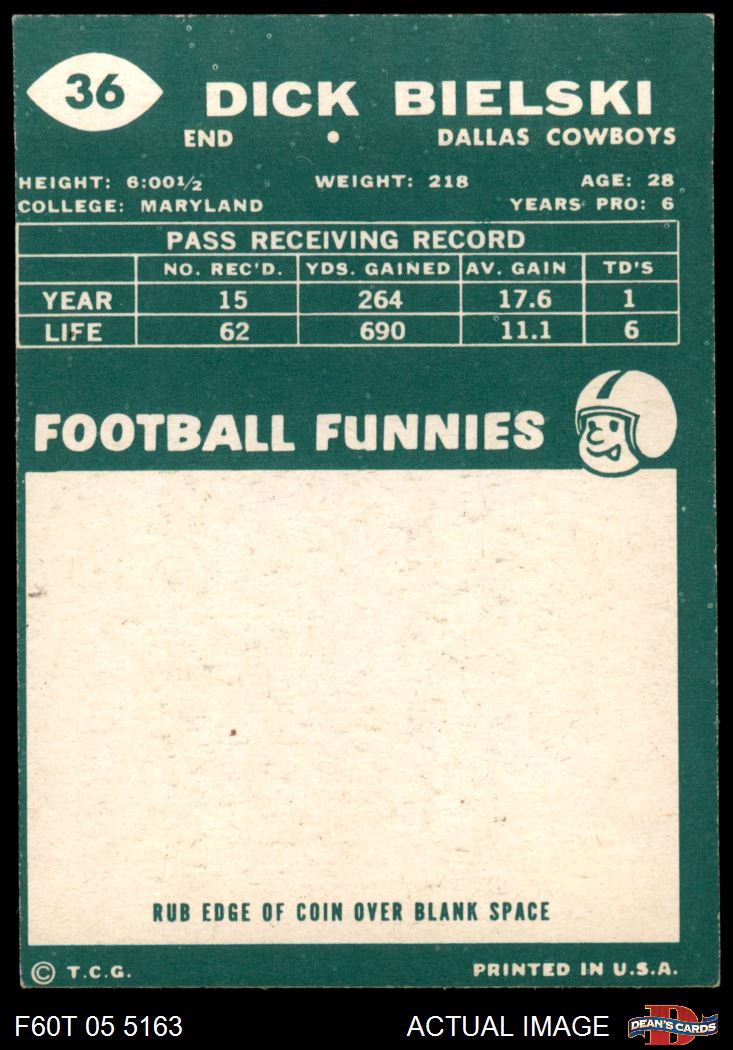 36
DICK BIELSKI
END • DALLAS COWBOYS
HEIGHT: 6:00½ WEIGHT: 218 AGE: 28
COLLEGE: MARYLAND YEARS PRO: 6
PASS RECEIVING RECORD
NO. REC'D. YDS. GAINED AV. GAIN TD'S
YEAR 15 264 17.6 1
LIFE 62 690 11.1 6
FOOTBALL FUNNIES
RUB EDGE OF COIN OVER BLANK SPACE
© T.C.G. PRINTED IN U.S.A.
F60T 05 5163 ACTUAL IMAGE D DEAN'S CARDS